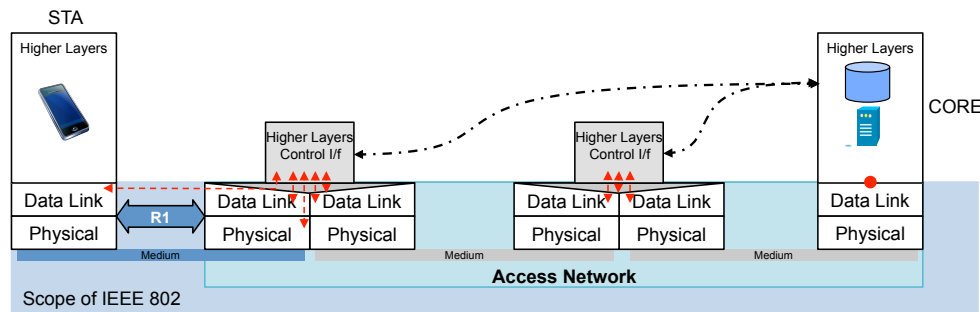 STA
Higher Layers
Higher Layers
CORE
Higher Layers
Control I/f
Higher Layers
Control I/f
Data Link
R1
Data Link
Data Link
Data Link
Data Link
Data Link
Physical
Physical
Physical
Physical
Physical
Physical
Medium
Medium
Medium
Access Network
Scope of IEEE 802